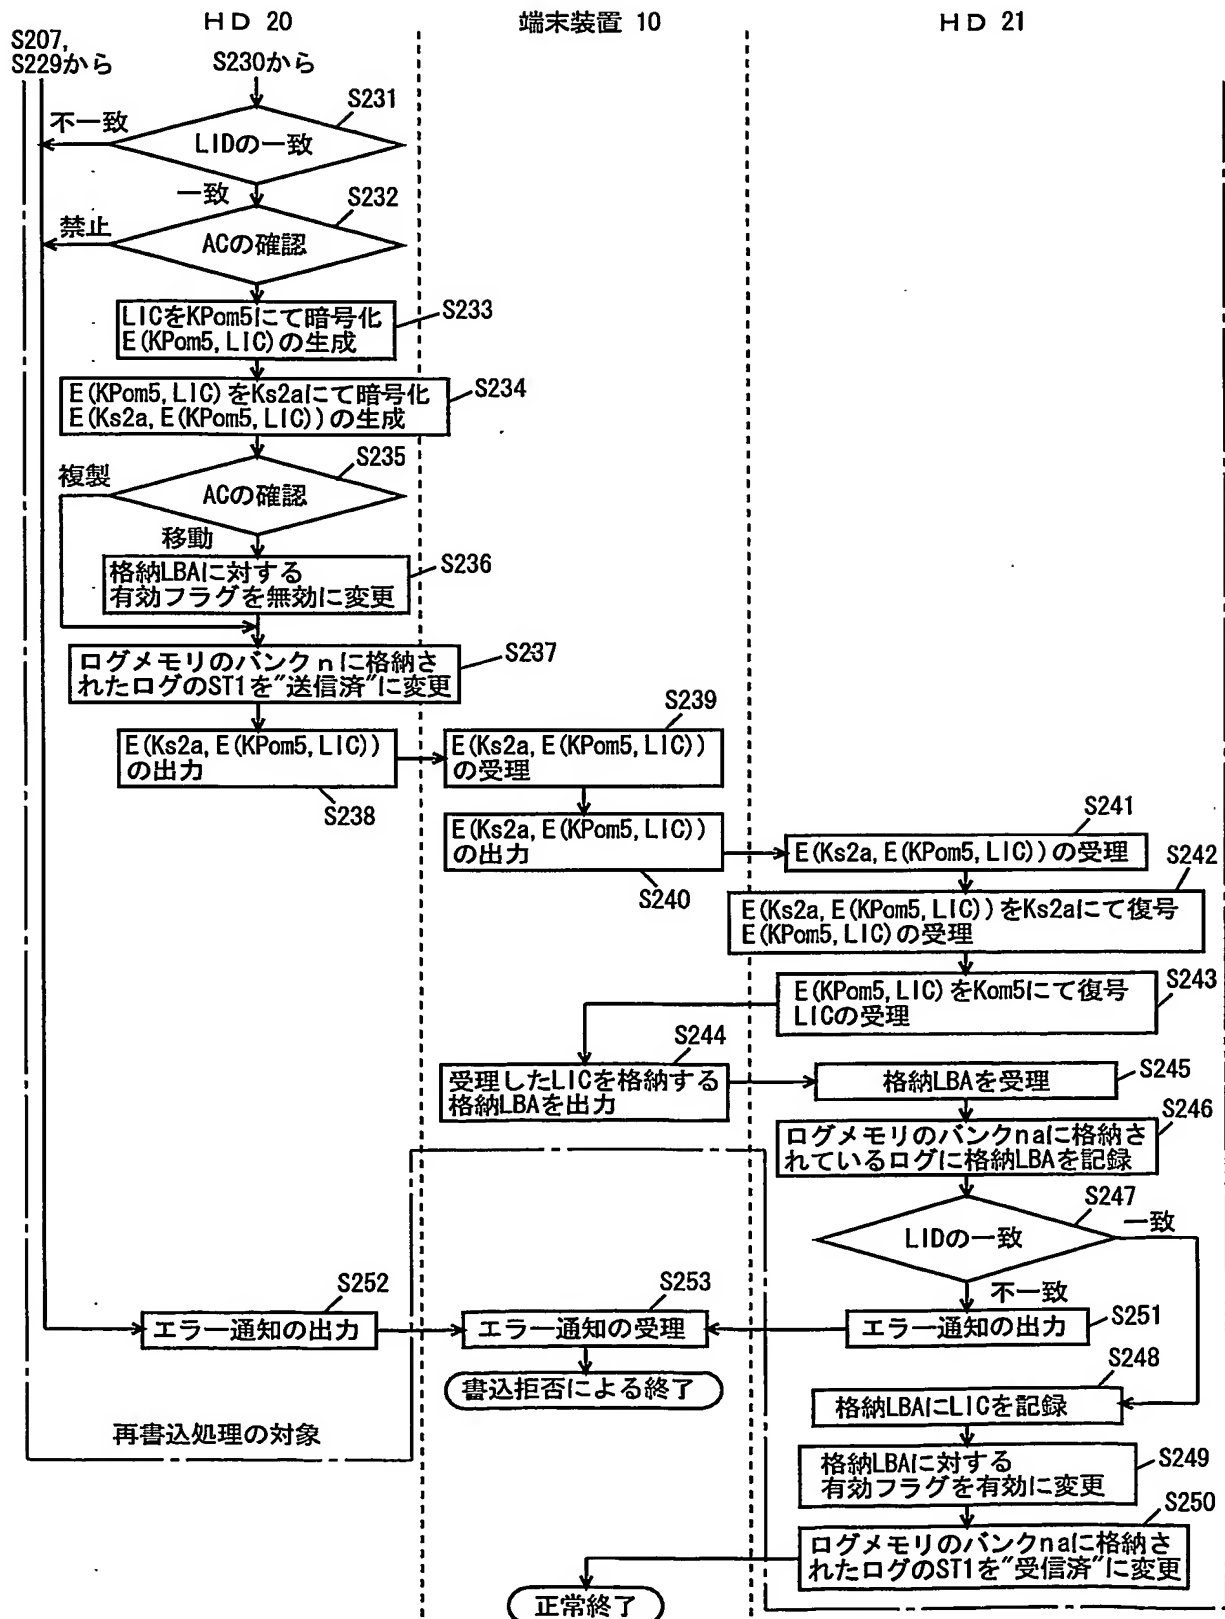 HD 20
端末装置 10
HD 21
S207,
S229から
S230から
S231
不一致
LIDの一致
一致
S232
禁止
ACの確認
S233
LICをKPom5にて暗号化
E(KPom5,LIC)の生成
S234
E(KPom5,LIC)をKs2aにて暗号化
E(Ks2a,E(KPom5,LIC))の生成
S235
複製
ACの確認
移動
S236
格納LBAに対する
有効フラグを無効に変更
S237
ログメモリのバンクnに格納さ
れたログのST1を"送信済"に変更
E(Ks2a,E(KPom5,LIC))
の出力
S238
S239
E(Ks2a,E(KPom5,LIC))
の受理
E(Ks2a,E(KPom5,LIC))
の出力
S240
S241
E(Ks2a,E(KPom5,LIC))の受理
S242
E(Ks2a,E(KPom5,LIC))をKs2aにて復号
E(KPom5,LIC)の受理
S243
E(KPom5,LIC)をKom5にて復号
LICの受理
S244
受理したLICを格納する
格納LBAを出力
格納LBAを受理
S245
S246
ログメモリのバンクnaに格納さ
れているログに格納LBAを記録
S247
LIDの一致
一致
不一致
S252
エラー通知の出力
S253
エラー通知の受理
エラー通知の出力
S251
書込拒否による終了
S248
格納LBAにLICを記録
再書込処理の対象
格納LBAに対する
有効フラグを有効に変更
S249
S250
ログメモリのバンクnaに格納さ
れたログのST1を"受信済"に変更
正常終了